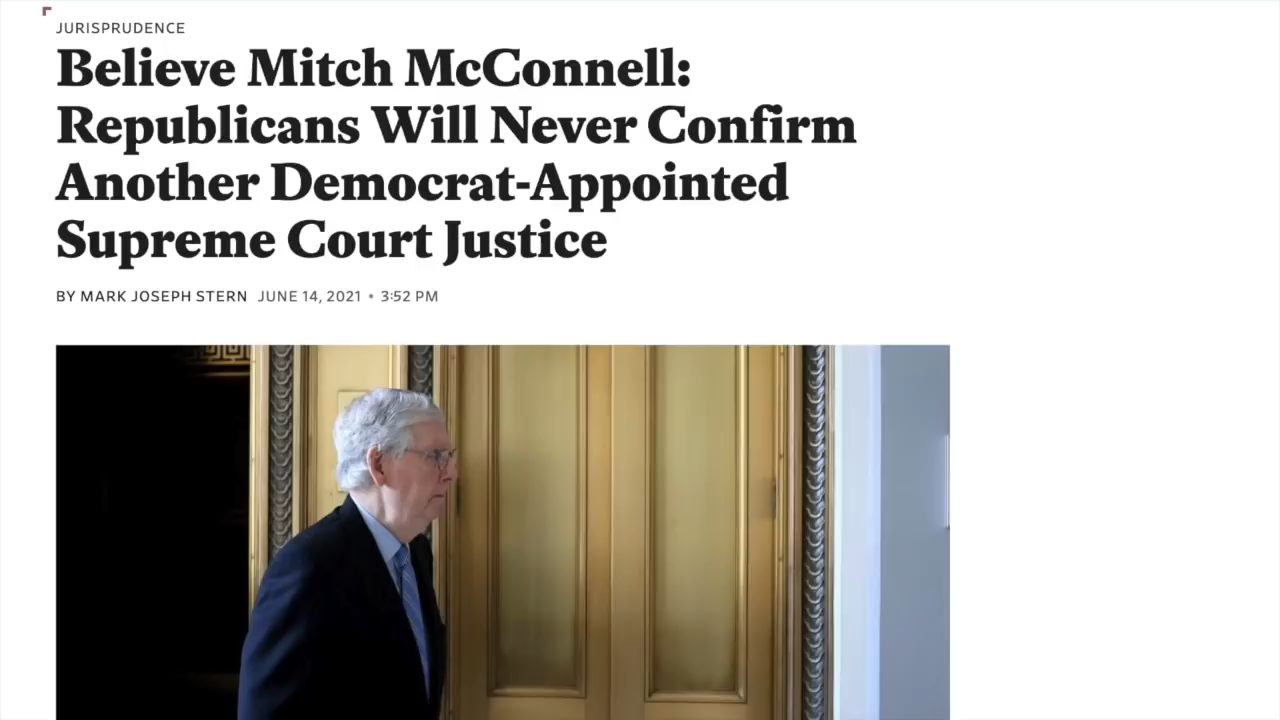 JURISPRUDENCE
Believe Mitch McConnell:
Republicans Will Never Confirm
Another Democrat-Appointed
Supreme Court Justice
BY MARK JOSEPH STERN JUNE 14, 2021 • 3:52 PM